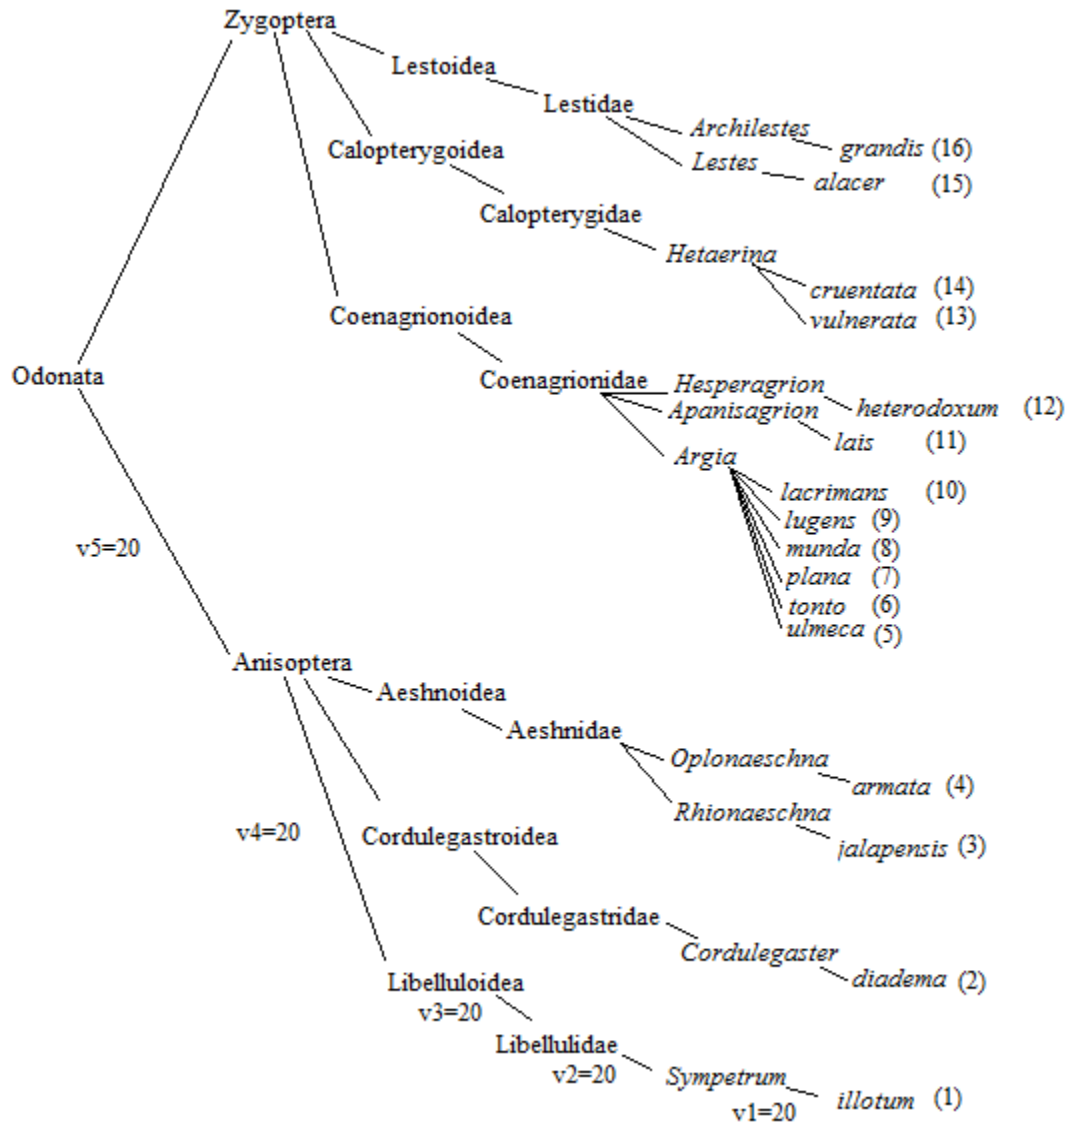 Zygoptera
Lestoidea
Lestidae
Archilestes
grandis (16)
Lestes
alacer (15)
Calopterygoidea
Calopterygidae
Hetaerina
cruentata (14)
vulnerata (13)
Coenagrionoidea
Odonata
Coenagrionidae
Hesperagrion
heterodoxum (12)
Apanisagrion
lais (11)
Argia
lacrimans (10)
lugens (9)
munda (8)
plana (7)
tonto (6)
ulmeca (5)
v5=20
Anisoptera
Aeshnoidea
Aeshnidae
Oplonaeschna
armata (4)
Rhionaeschna
jalapensis (3)
v4=20
Cordulegastroidea
Cordulegastridae
Cordulegaster
diadema (2)
Libelluloidea
v3=20
Libellulidae
v2=20
Sympetrum
illotum (1)
v1=20